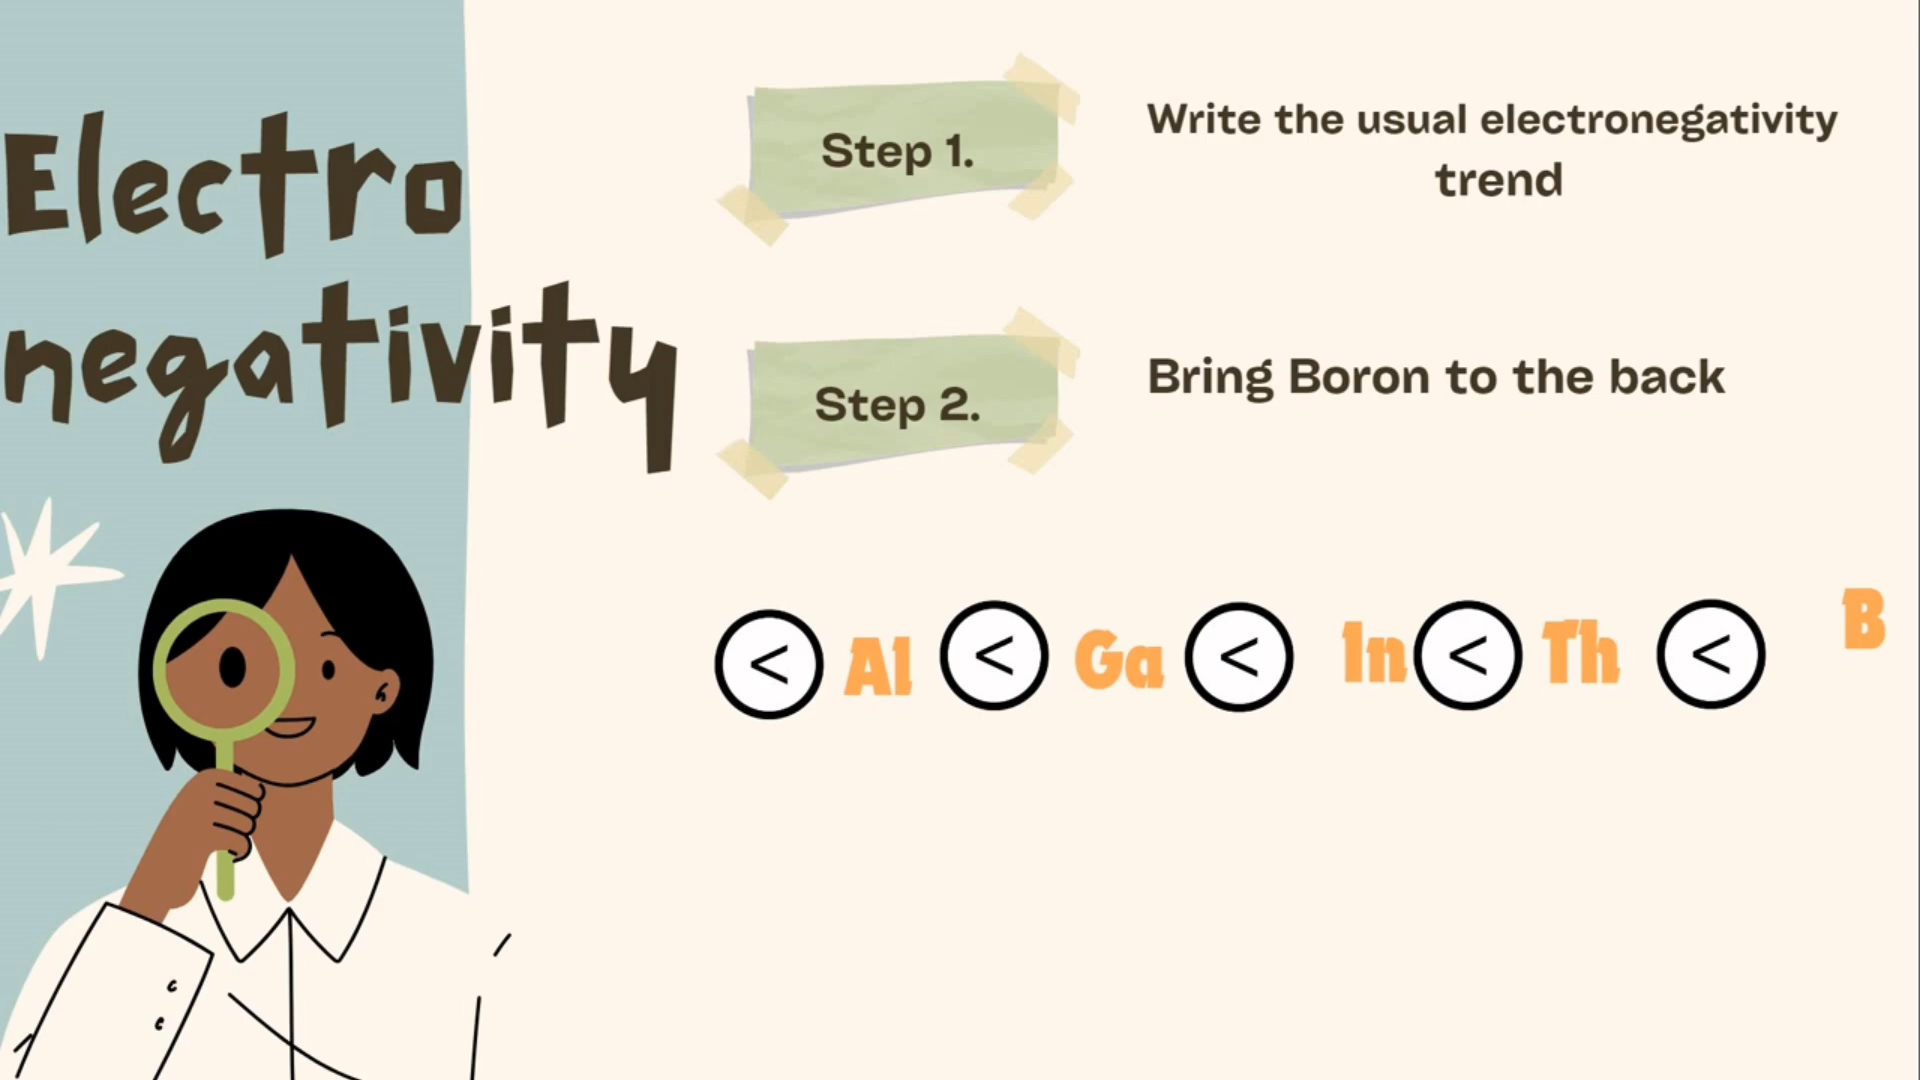 Electro
negativity
Step 1.
Write the usual electronegativity
trend
Step 2.
Bring Boron to the back
< Al < Ga < In < Th < B